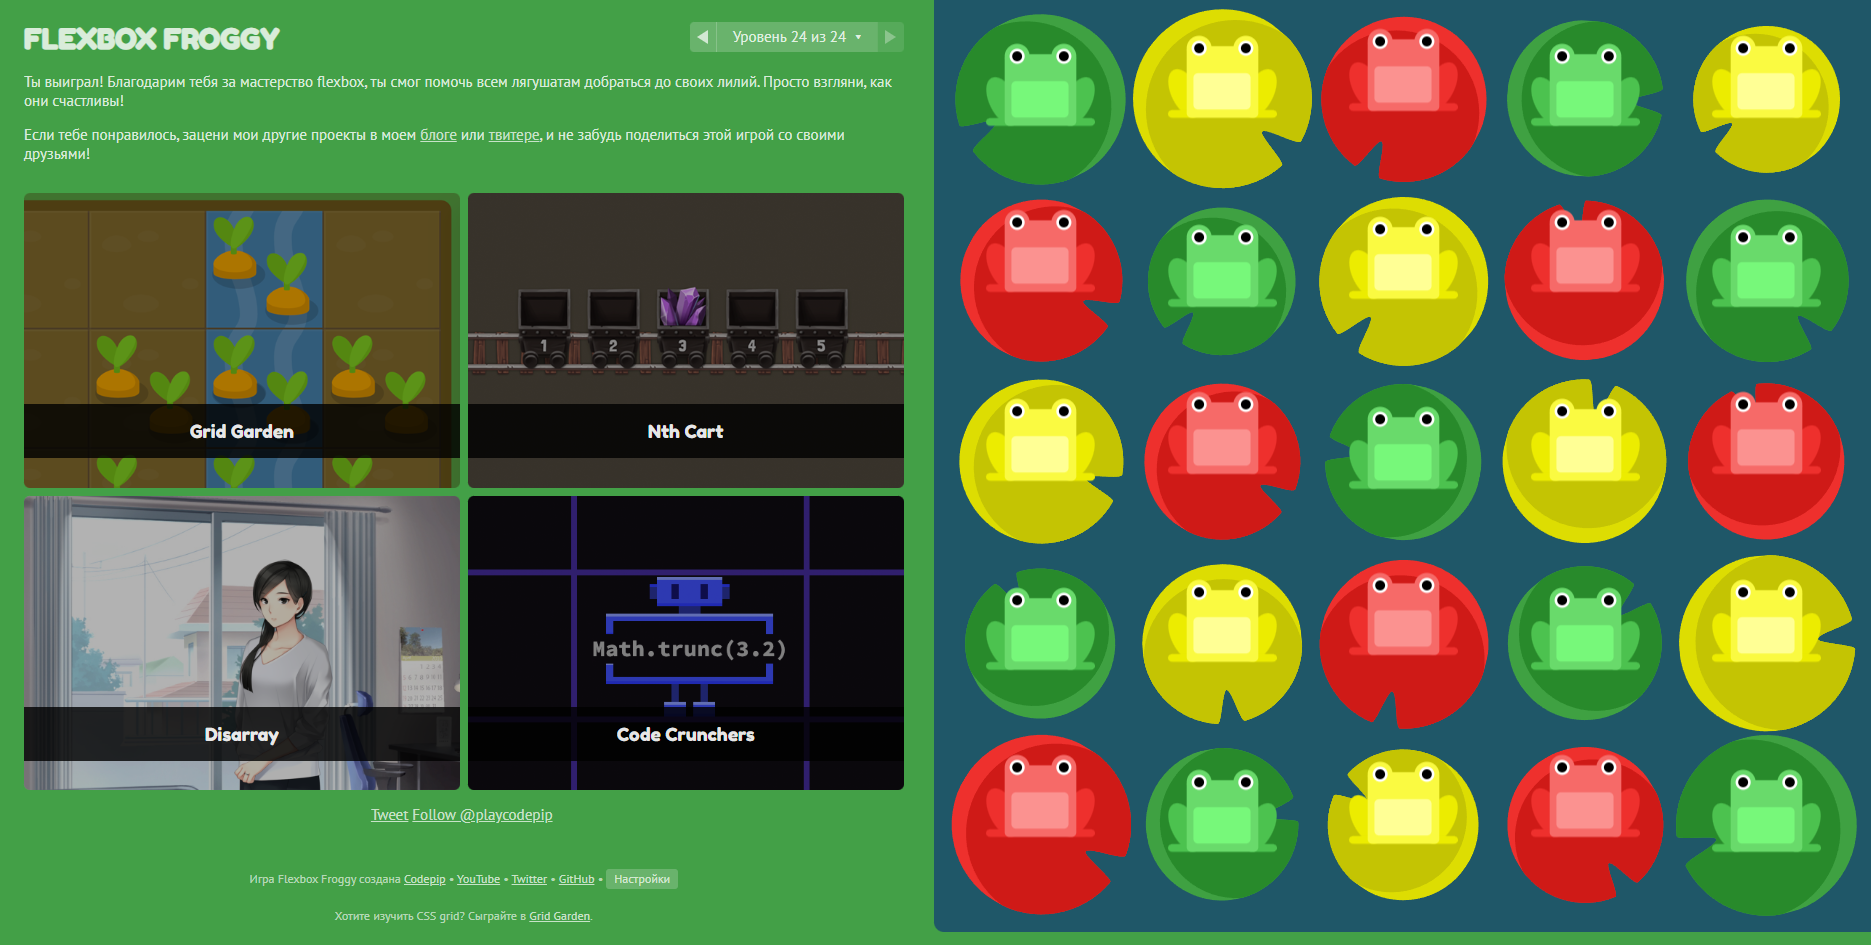 FLEXBOX FROGGY
Уровень 24 из 24
Ты выиграл! Благодарим тебя за мастерство flexbox, ты смог помочь всем лягушатам добраться до своих лилий. Просто взгляни, как
они счастливы!
Если тебе понравилось, зацени мои другие проекты в моем блоге или твитере, и не забудь поделиться этой игрой со своими
друзьями!
1 2 3 4 5
Grid Garden
Nth Cart
Math.trunc(3.2)
Disarray
Code Crunchers
Tweet Follow @playcodepip
Игра Flexbox Froggy создана Codepip • YouTube • Twitter • GitHub • Настройки
Хотите изучить CSS grid? Сыграйте в Grid Garden.